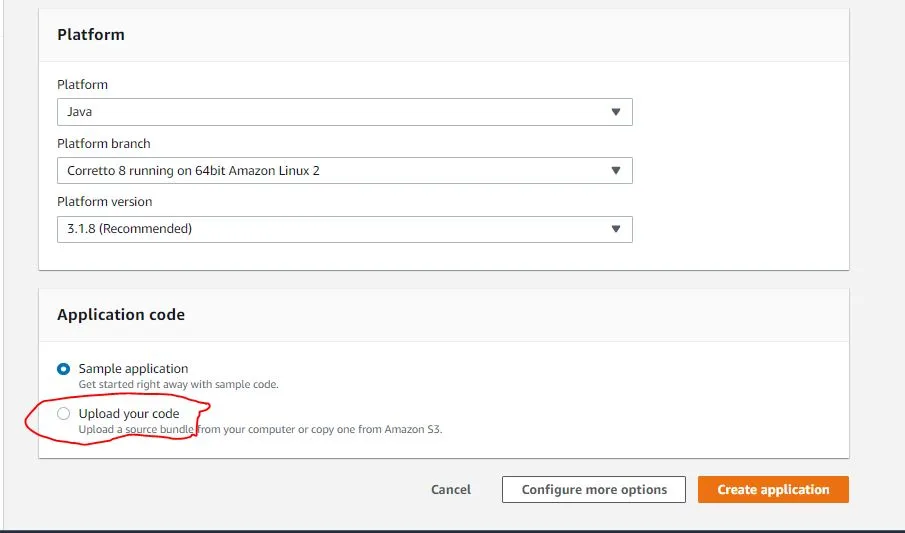 Platform
Platform
Java
Platform branch
Corretto 8 running on 64bit Amazon Linux 2
Platform version
3.1.8 (Recommended)
Application code
Sample application
Get started right away with sample code.
Upload your code
Upload a source bundle from your computer or copy one from Amazon S3.
Cancel
Configure more options
Create application